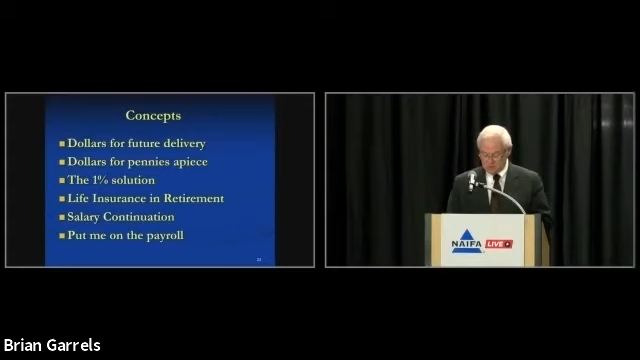 Concepts
Dollars for future delivery
Dollars for pennies apiece
The 1% solution
Life Insurance in Retirement
Salary Continuation
Put me on the payroll
NAIFA LIVE
Brian Garrels